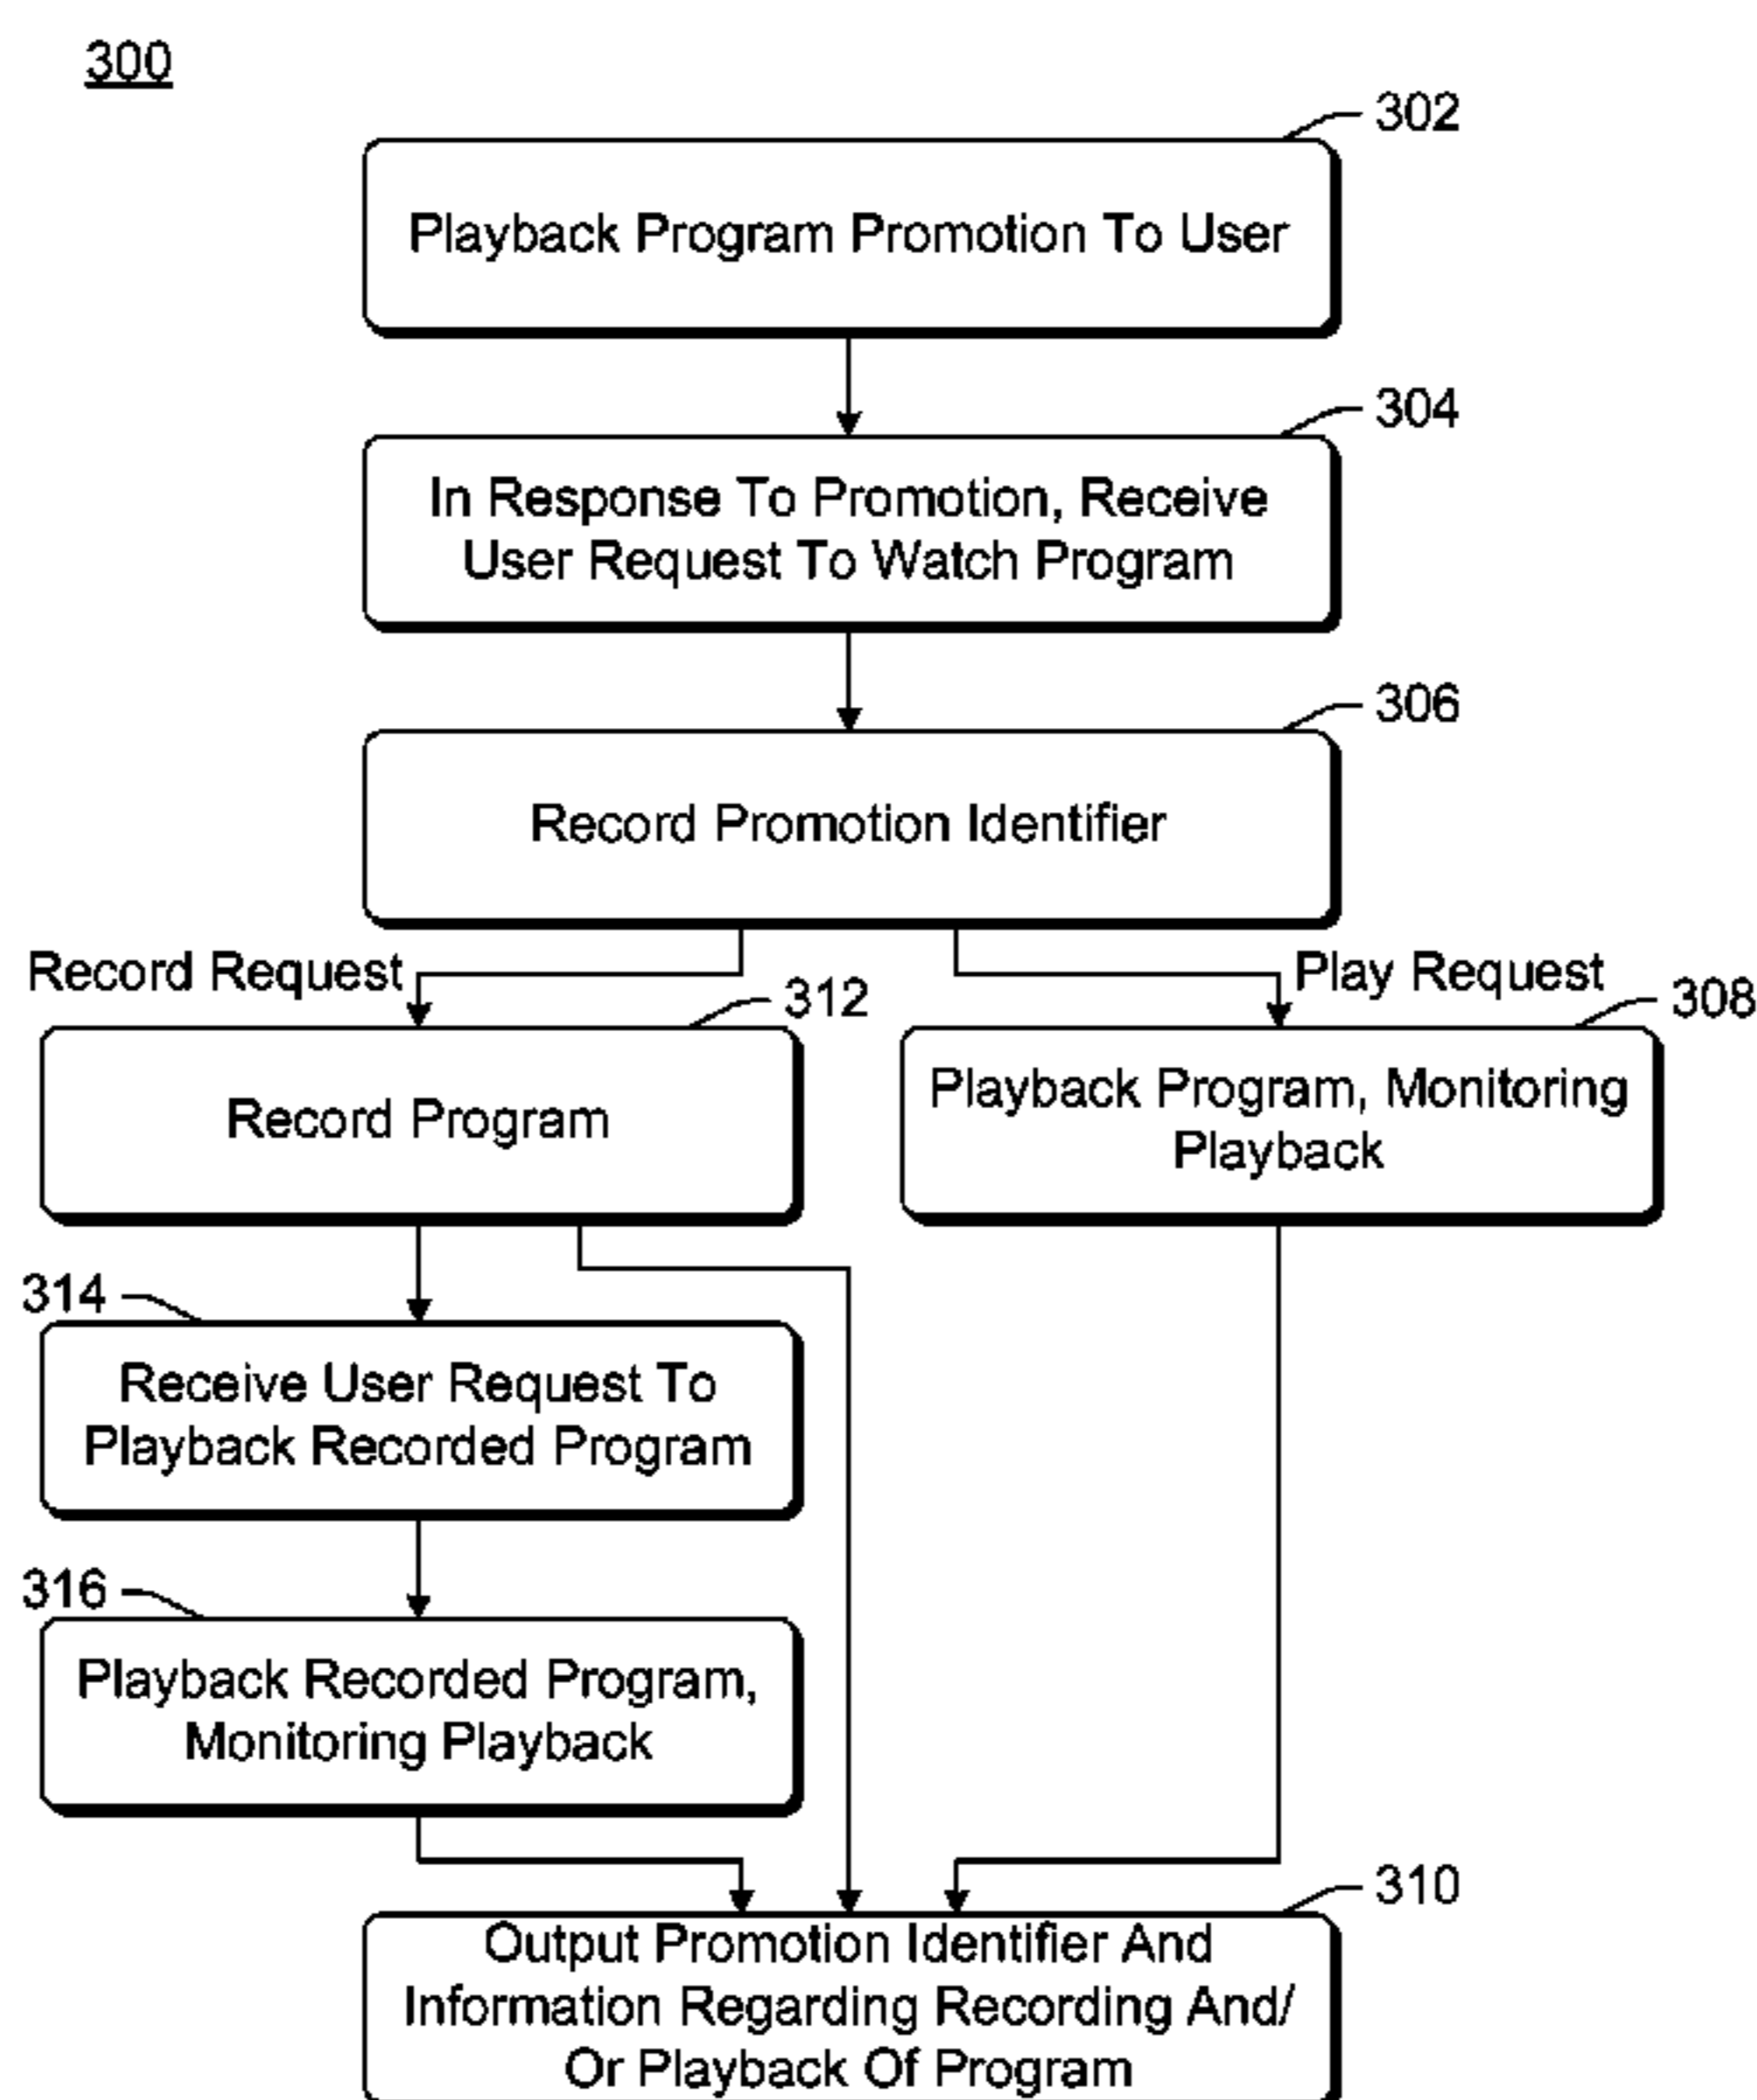 300
302
Playback Program Promotion To User
304
In Response To Promotion, Receive
User Request To Watch Program
306
Record Promotion Identifier
Record Request
Play Request
312
308
Record Program
Playback Program, Monitoring
Playback
314
Receive User Request To
Playback Recorded Program
316
Playback Recorded Program,
Monitoring Playback
310
Output Promotion Identifier And
Information Regarding Recording And/
Or Playback Of Program